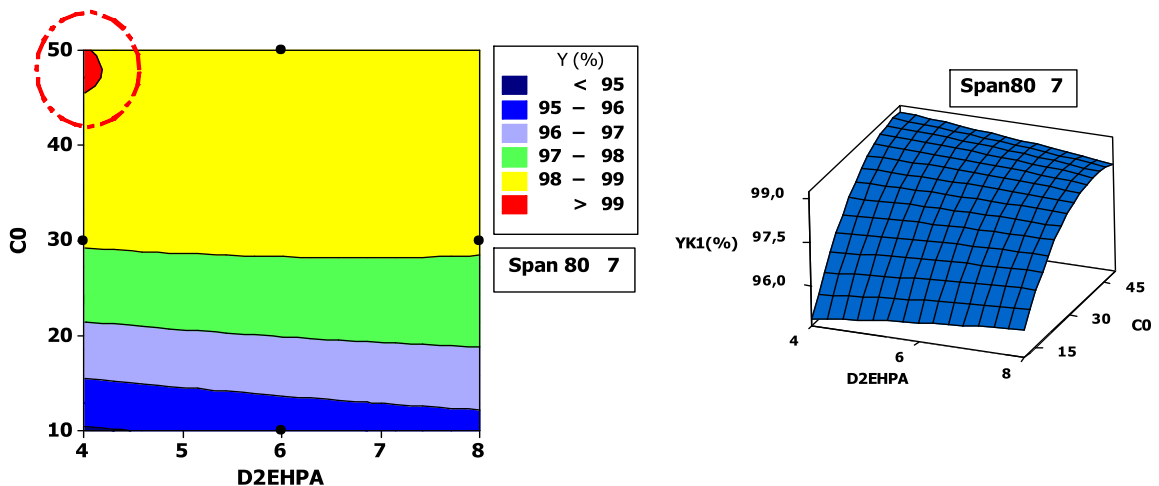 50
40
30
20
10
C0
4 5 6 7 8
D2EHPA
Y (%)
< 95
95 – 96
96 – 97
97 – 98
98 – 99
> 99
Span 80 7
Span80 7
99,0
97,5
96,0
YK1(%)
4
6
8
D2EHPA
15
30
45
C0